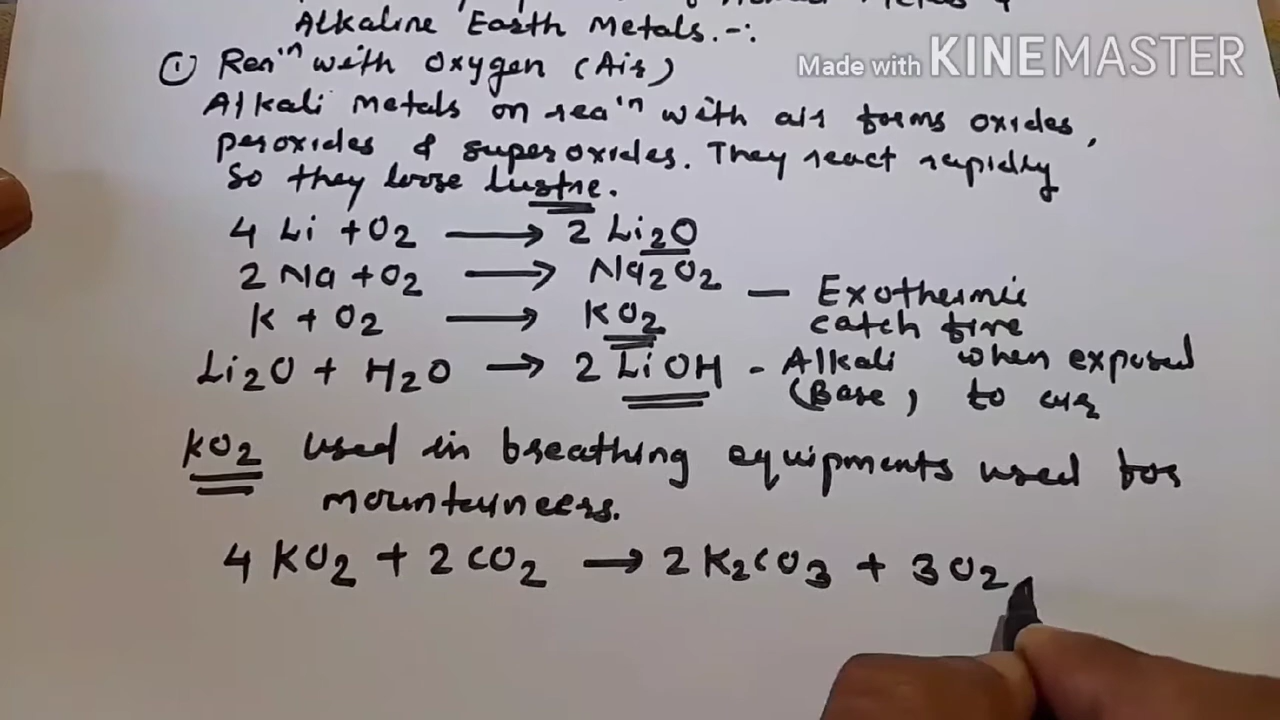 Alkaline Earth Metals.-:
Made with KINEMASTER
① Rea'n with Oxygen (Air)
Alkali Metals on rea'n with air forms oxides,
peroxides & superoxides. They react rapidly
So they loose lustre.
4 Li + O2 ⟶ 2 Li2O
2 Na + O2 ⟶ Na2O2 — Exothermic
K + O2 ⟶ KO2 catch fire
Li2O + H2O → 2 LiOH - Alkali when exposed
(Base) to air
KO2 used in breathing equipments used for
mountauneers.
4 KO2 + 2 CO2 → 2 K2CO3 + 3O2